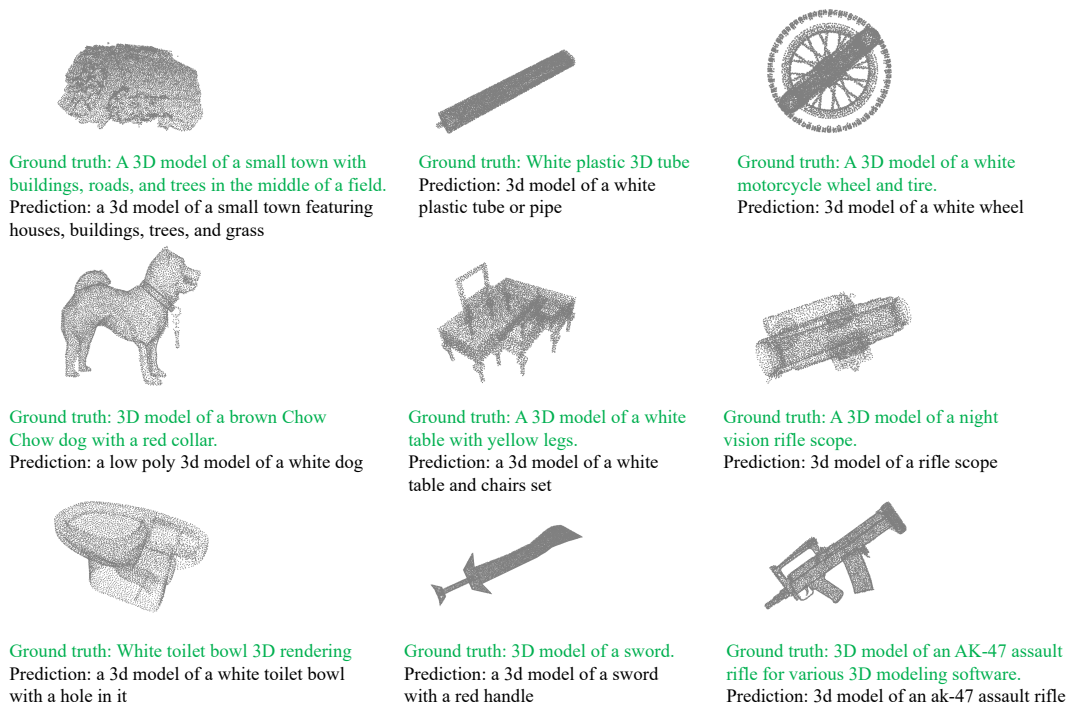 Ground truth: A 3D model of a small town with
buildings, roads, and trees in the middle of a field.
Prediction: a 3d model of a small town featuring
houses, buildings, trees, and grass
Ground truth: White plastic 3D tube
Prediction: 3d model of a white
plastic tube or pipe
Ground truth: A 3D model of a white
motorcycle wheel and tire.
Prediction: 3d model of a white wheel
Ground truth: 3D model of a brown Chow
Chow dog with a red collar.
Prediction: a low poly 3d model of a white dog
Ground truth: A 3D model of a white
table with yellow legs.
Prediction: a 3d model of a white
table and chairs set
Ground truth: A 3D model of a night
vision rifle scope.
Prediction: 3d model of a rifle scope
Ground truth: White toilet bowl 3D rendering
Prediction: a 3d model of a white toilet bowl
with a hole in it
Ground truth: 3D model of a sword.
Prediction: a 3d model of a sword
with a red handle
Ground truth: 3D model of an AK-47 assault
rifle for various 3D modeling software.
Prediction: 3d model of an ak-47 assault rifle